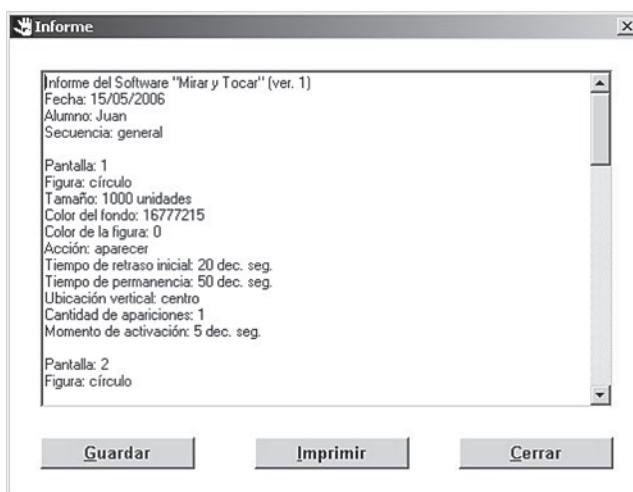 Informe
Informe del Software "Mirar y Tocar" (ver. 1)
Fecha: 15/05/2006
Alumno: Juan
Secuencia: general
Pantalla: 1
Figura: círculo
Tamaño: 1000 unidades
Color del fondo: 16777215
Color de la figura: 0
Acción: aparecer
Tiempo de retraso inicial: 20 dec. seg.
Tiempo de permanencia: 50 dec. seg.
Ubicación vertical: centro
Cantidad de apariciones: 1
Momento de activación: 5 dec. seg.
Pantalla: 2
Figura: círculo
Guardar
Imprimir
Cerrar